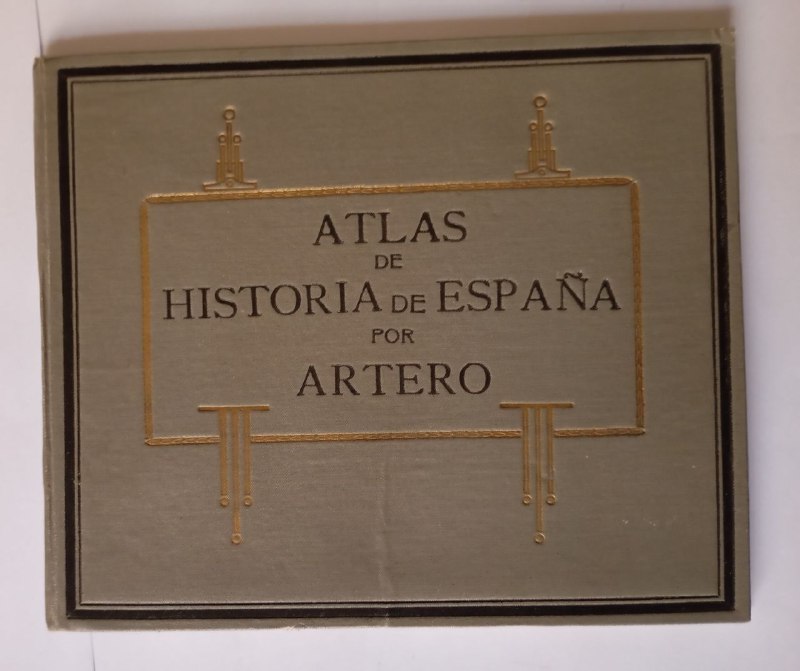 ATLAS
DE
HISTORIA DE ESPAÑA
POR
ARTERO